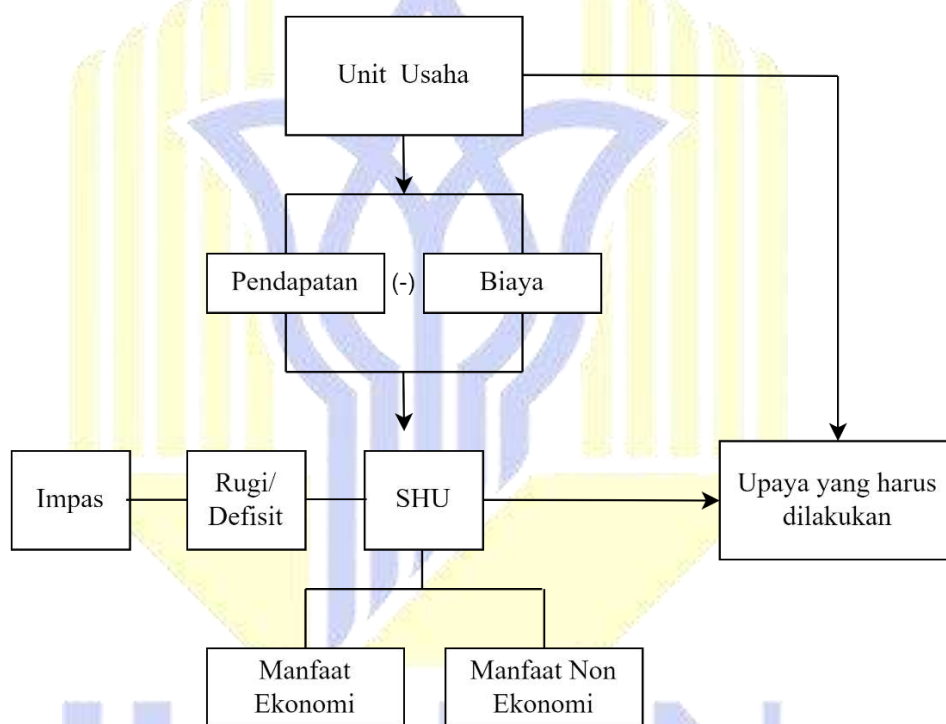 Unit Usaha
Pendapatan (-) Biaya
Impas
Rugi/
Defisit
SHU
Upaya yang harus
dilakukan
Manfaat
Ekonomi
Manfaat Non
Ekonomi